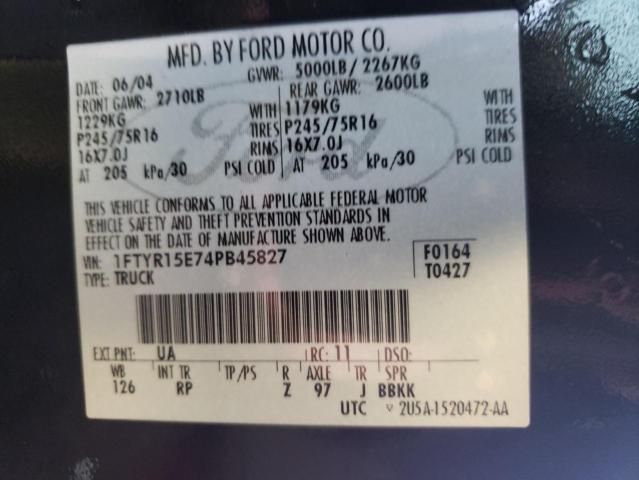 MFD. BY FORD MOTOR CO.
DATE: 06/04 GVWR: 5000LB/ 2267KG
FRONT GAWR: 2710LB REAR GAWR: 2600LB
1229KG WITH 1179KG WITH
P245/75R16 TIRES P245/75R16 TIRES
16X7.0J RIMS 16X7.0J RIMS
AT 205 kPa/30 PSI COLD AT 205 kPa/30 PSI COLD
Ford
THIS VEHICLE CONFORMS TO ALL APPLICABLE FEDERAL MOTOR
VEHICLE SAFETY AND THEFT PREVENTION STANDARDS IN
EFFECT ON THE DATE OF MANUFACTURE SHOWN ABOVE.
VIN: 1FTYR15E74PB45827 F0164
TYPE: TRUCK T0427
EXT PNT: UA RC: 11 DSO:
WB INT TR TP/PS R AXLE TR SPR
126 RP Z 97 J BBKK
UTC V 2U5A-1520472-AA